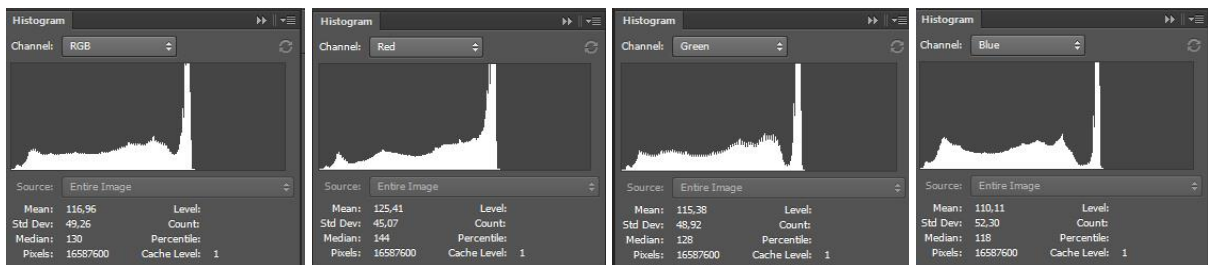 Histogram
Channel: RGB
Source: Entire Image
Mean: 116,96 Level:
Std Dev: 49,26 Count:
Median: 130 Percentile:
Pixels: 16587600 Cache Level: 1
Histogram
Channel: Red
Source: Entire Image
Mean: 125,41 Level:
Std Dev: 45,07 Count:
Median: 144 Percentile:
Pixels: 16587600 Cache Level: 1
Histogram
Channel: Green
Source: Entire Image
Mean: 115,38 Level:
Std Dev: 48,92 Count:
Median: 128 Percentile:
Pixels: 16587600 Cache Level: 1
Histogram
Channel: Blue
Source: Entire Image
Mean: 110,11 Level:
Std Dev: 52,30 Count:
Median: 118 Percentile:
Pixels: 16587600 Cache Level: 1